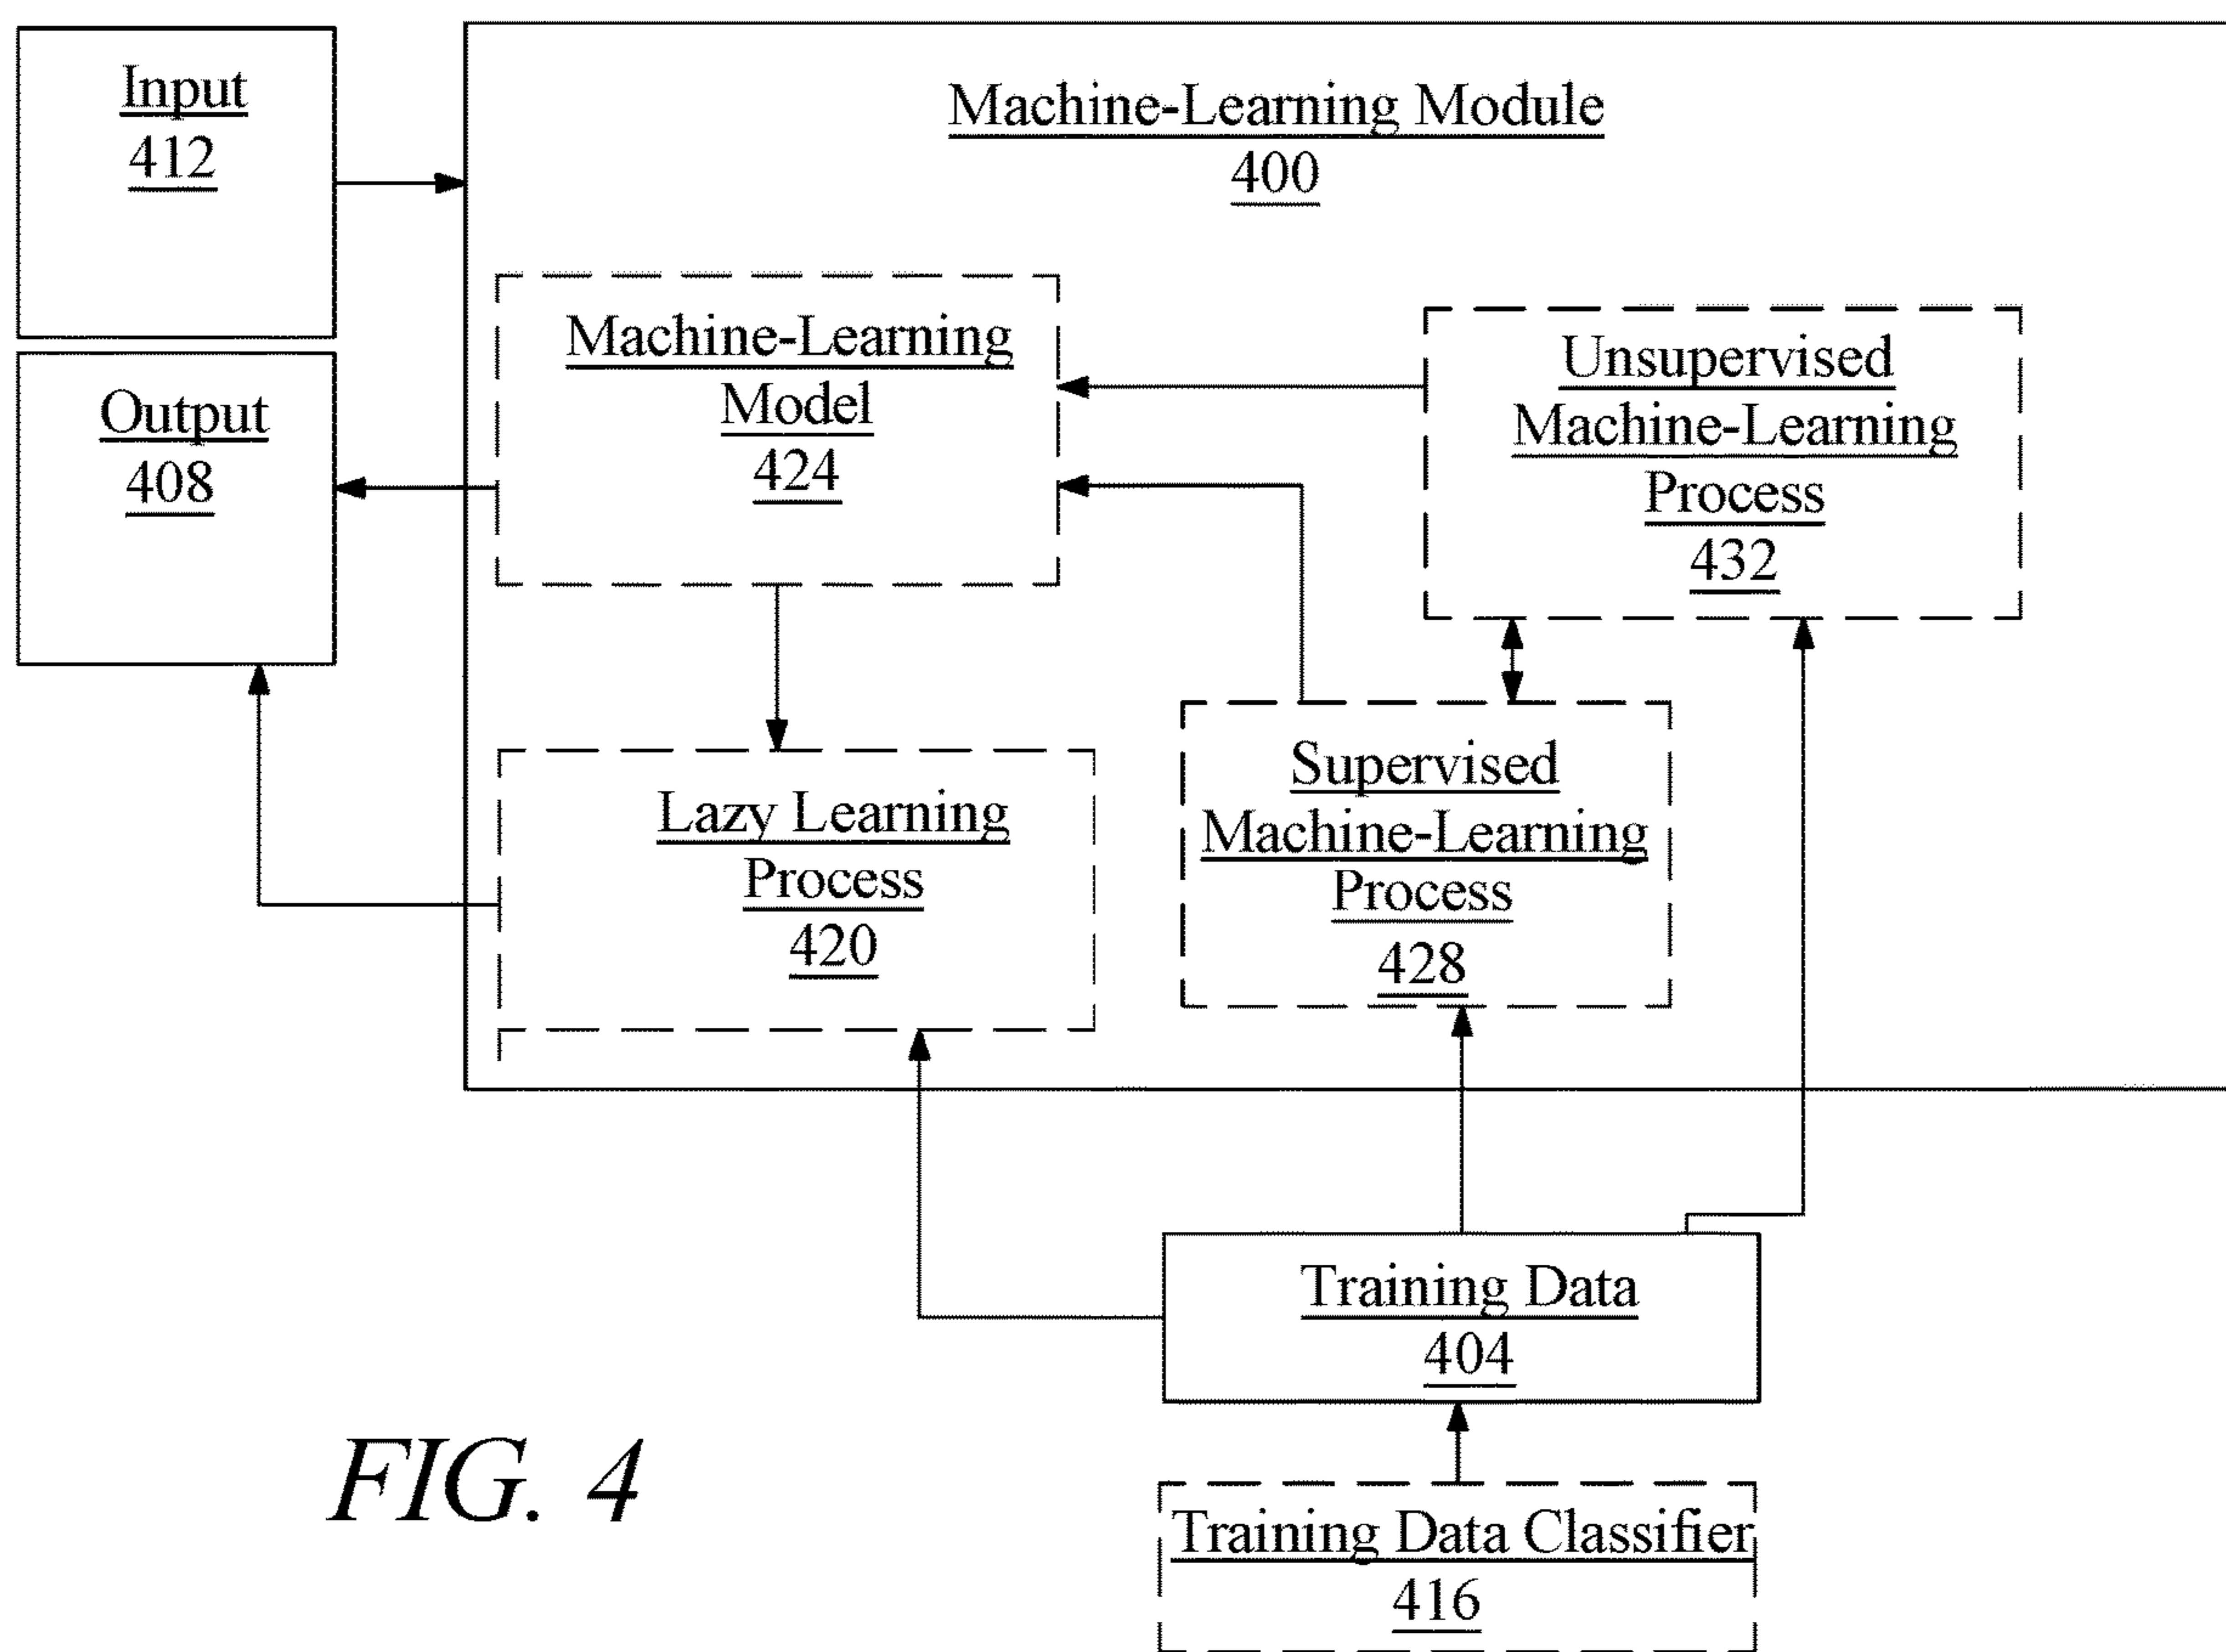 Input
412
Output
408
Machine-Learning Module
400
Machine-Learning
Model
424
Unsupervised
Machine-Learning
Process
432
Lazy Learning
Process
420
Supervised
Machine-Learning
Process
428
Training Data
404
Training Data Classifier
416
FIG. 4